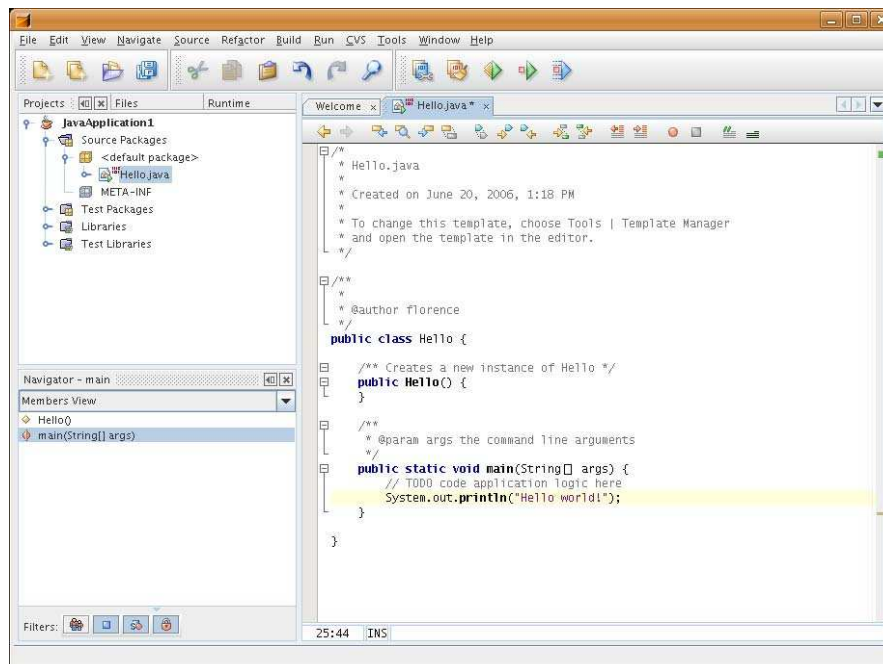 File Edit View Navigate Source Refactor Build Run CVS Tools Window Help
Projects Files Runtime
JavaApplication1
Source Packages
<default package>
Hello.java
META-INF
Test Packages
Libraries
Test Libraries
Navigator - main
Members View
Hello()
main(String[] args)
Filters:
Welcome x Hello.java * x
/*
* Hello.java
*
* Created on June 20, 2006, 1:18 PM
*
* To change this template, choose Tools | Template Manager
* and open the template in the editor.
*/
/**
*
* @author florence
*/
public class Hello {
/** Creates a new instance of Hello */
public Hello() {
}
/**
* @param args the command line arguments
*/
public static void main(String[] args) {
// TODO code application logic here
System.out.println("Hello world!");
}
}
25:44 INS